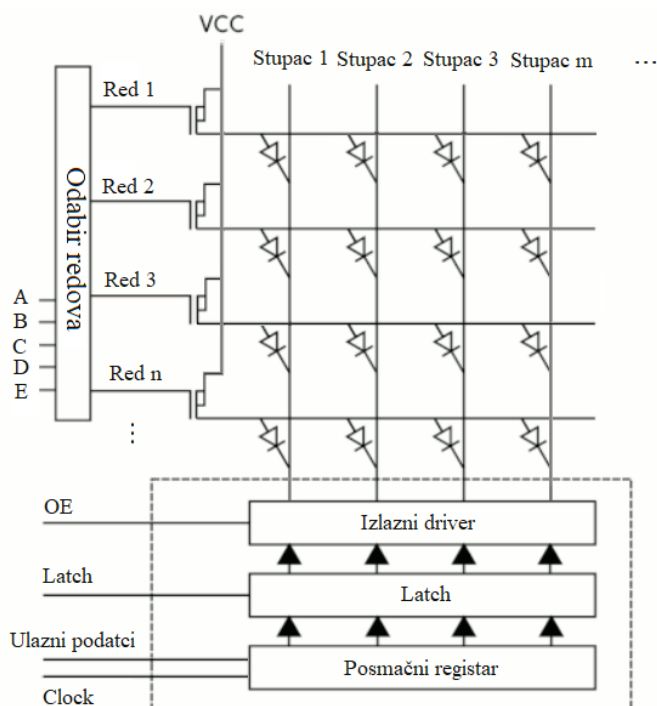 VCC
Stupac 1 Stupac 2 Stupac 3 Stupac m ...
Red 1
Red 2
Red 3
Red n
⋮
Odabir redova
A
B
C
D
E
OE
Izlazni driver
Latch
Latch
Ulazni podatci
Posmačni registar
Clock